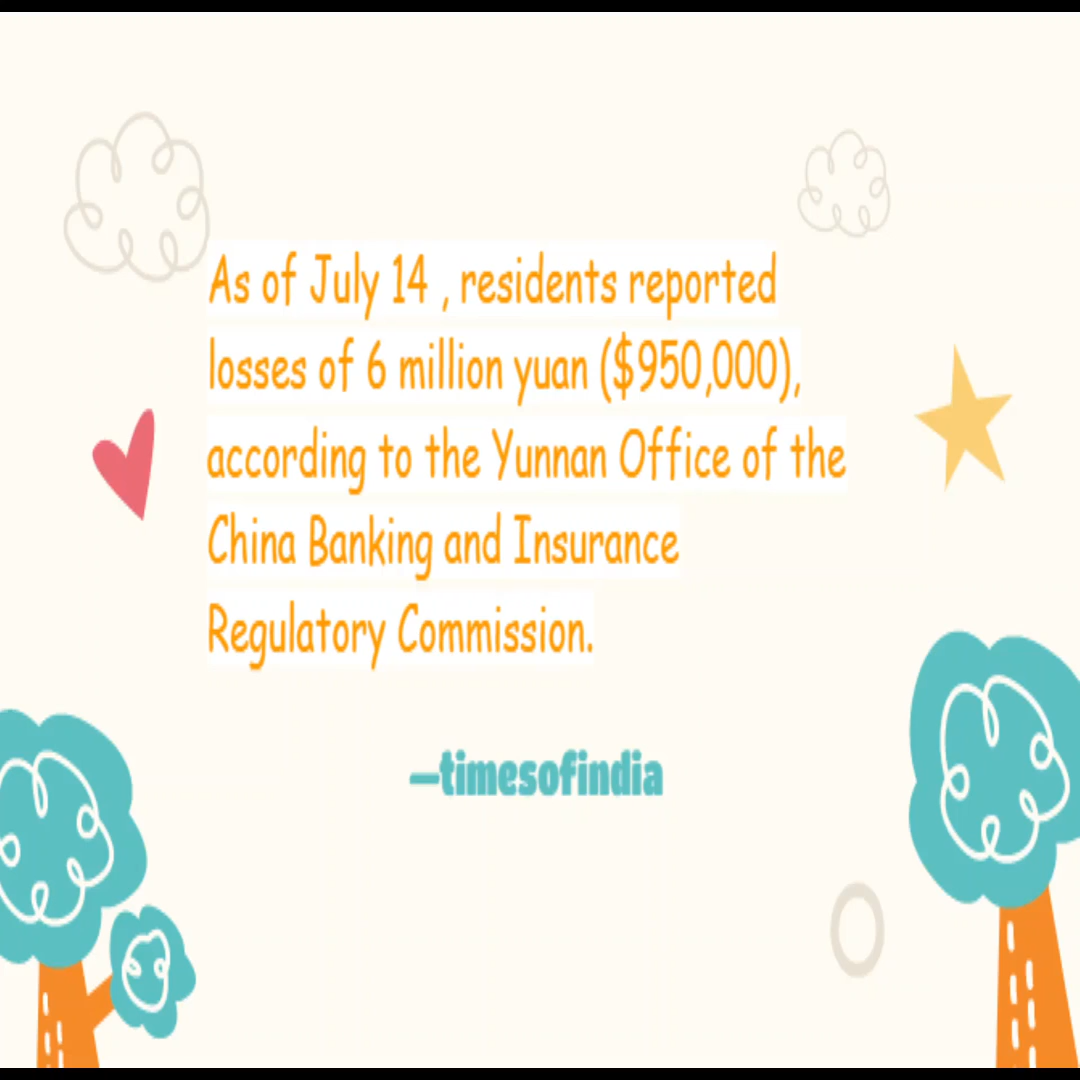 As of July 14 , residents reported
losses of 6 million yuan ($950,000),
according to the Yunnan Office of the
China Banking and Insurance
Regulatory Commission.
—timesofindia